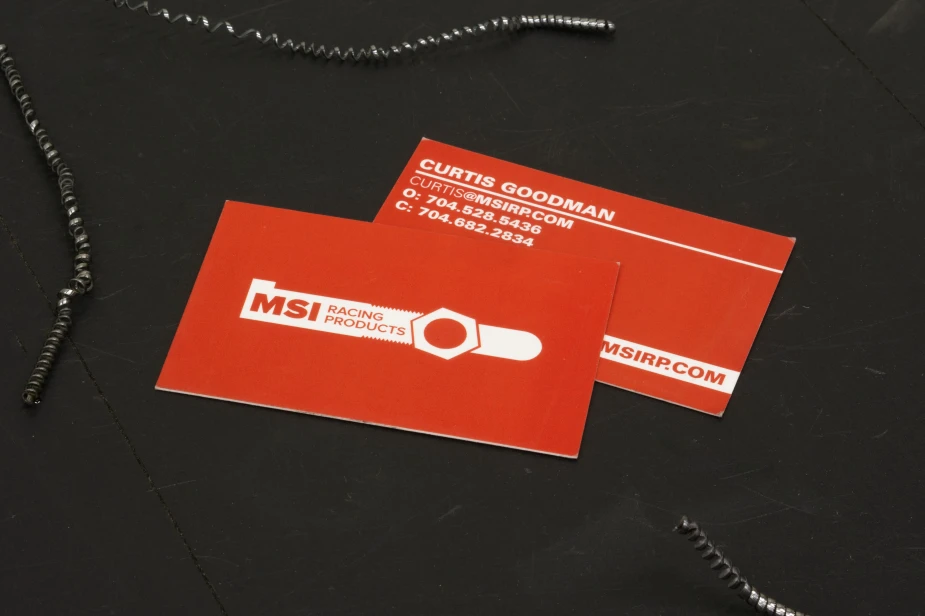 CURTIS GOODMAN
CURTIS@MSIRP.COM
O: 704.528.5436
C: 704.682.2834
MSI RACING
PRODUCTS
MSIRP.COM